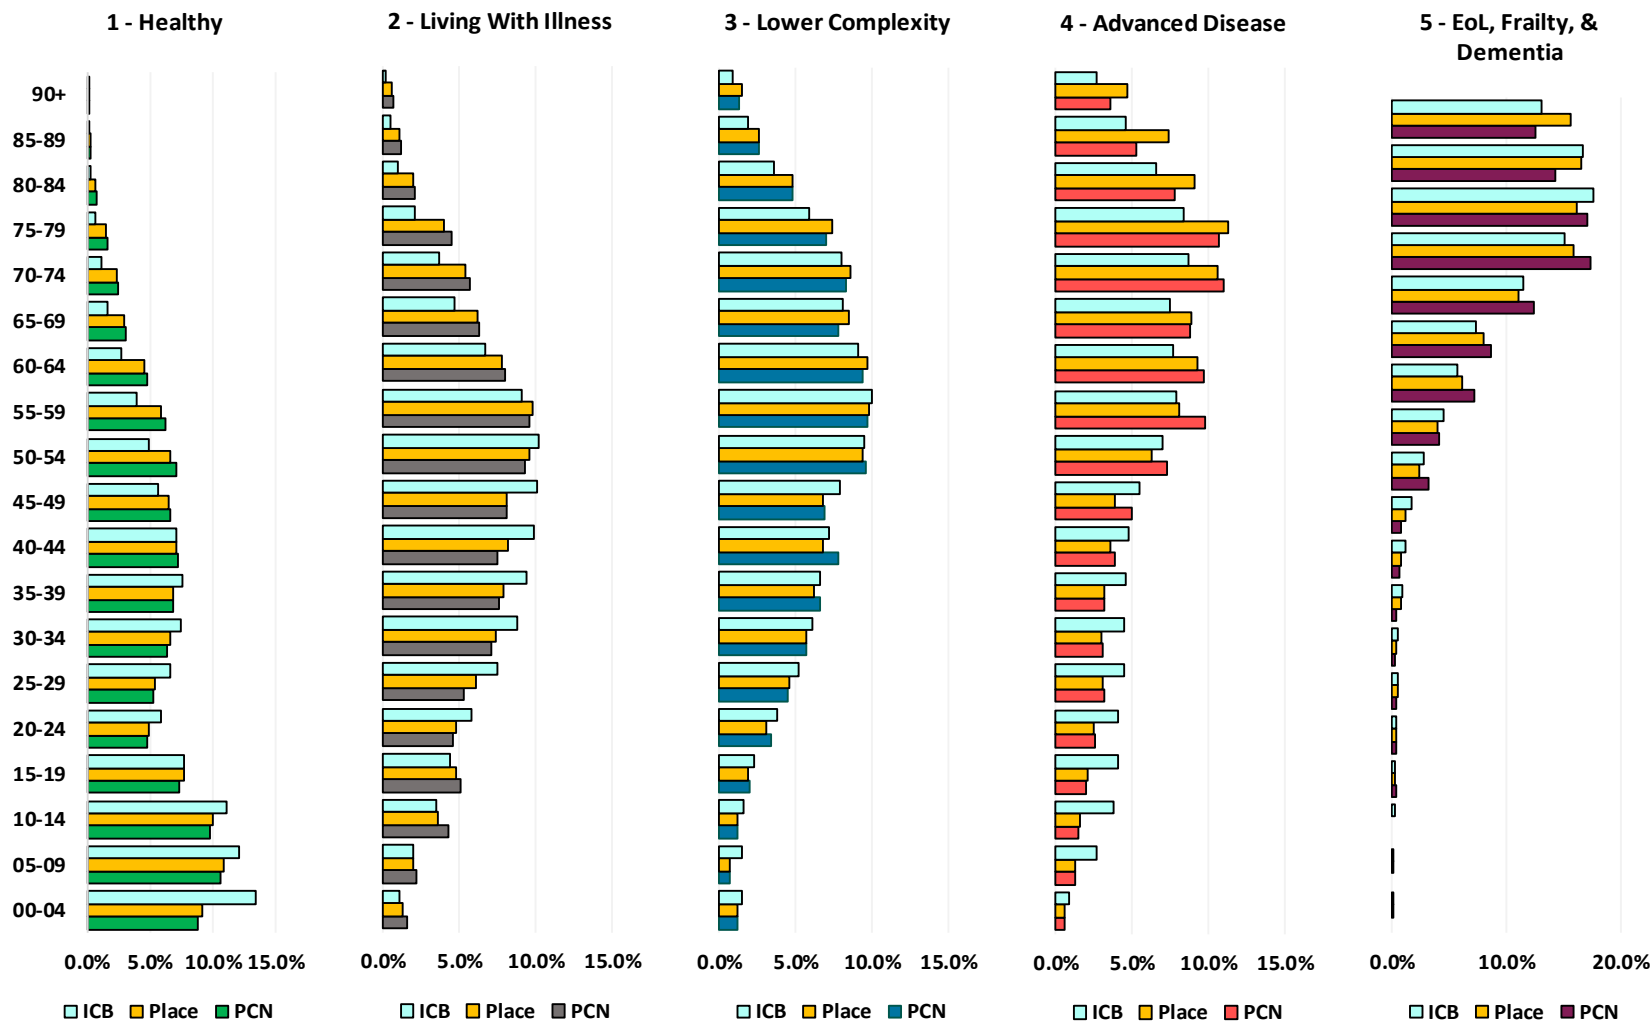 1 - Healthy
2 - Living With Illness
3 - Lower Complexity
4 - Advanced Disease
5 - EoL, Frailty, &
Dementia
90+
85-89
80-84
75-79
70-74
65-69
60-64
55-59
50-54
45-49
40-44
35-39
30-34
25-29
20-24
15-19
10-14
05-09
00-04
0.0% 5.0% 10.0% 15.0%
0.0% 5.0% 10.0% 15.0%
0.0% 5.0% 10.0% 15.0%
0.0% 5.0% 10.0% 15.0%
0.0% 10.0% 20.0%
ICB Place PCN
ICB Place PCN
ICB Place PCN
ICB Place PCN
ICB Place PCN